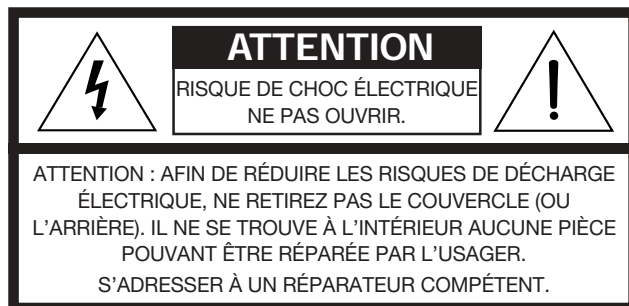 ATTENTION
RISQUE DE CHOC ÉLECTRIQUE
NE PAS OUVRIR.
ATTENTION : AFIN DE RÉDUIRE LES RISQUES DE DÉCHARGE
ÉLECTRIQUE, NE RETIREZ PAS LE COUVERCLE (OU
L'ARRIÈRE). IL NE SE TROUVE À L'INTÉRIEUR AUCUNE PIÈCE
POUVANT ÊTRE RÉPARÉE PAR L'USAGER.
S'ADRESSER À UN RÉPARATEUR COMPÉTENT.